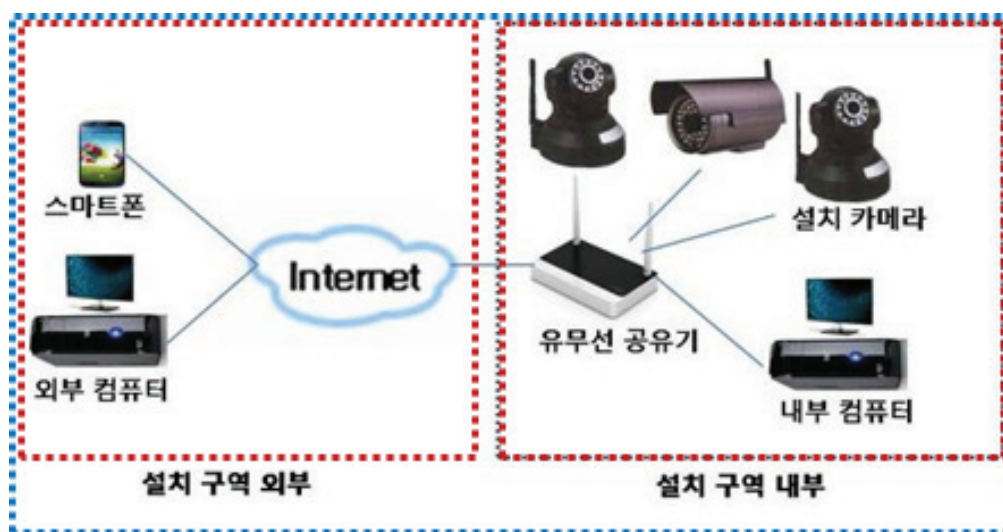 스마트폰
외부 컴퓨터
Internet
설치 카메라
유무선 공유기
내부 컴퓨터
설치 구역 외부
설치 구역 내부